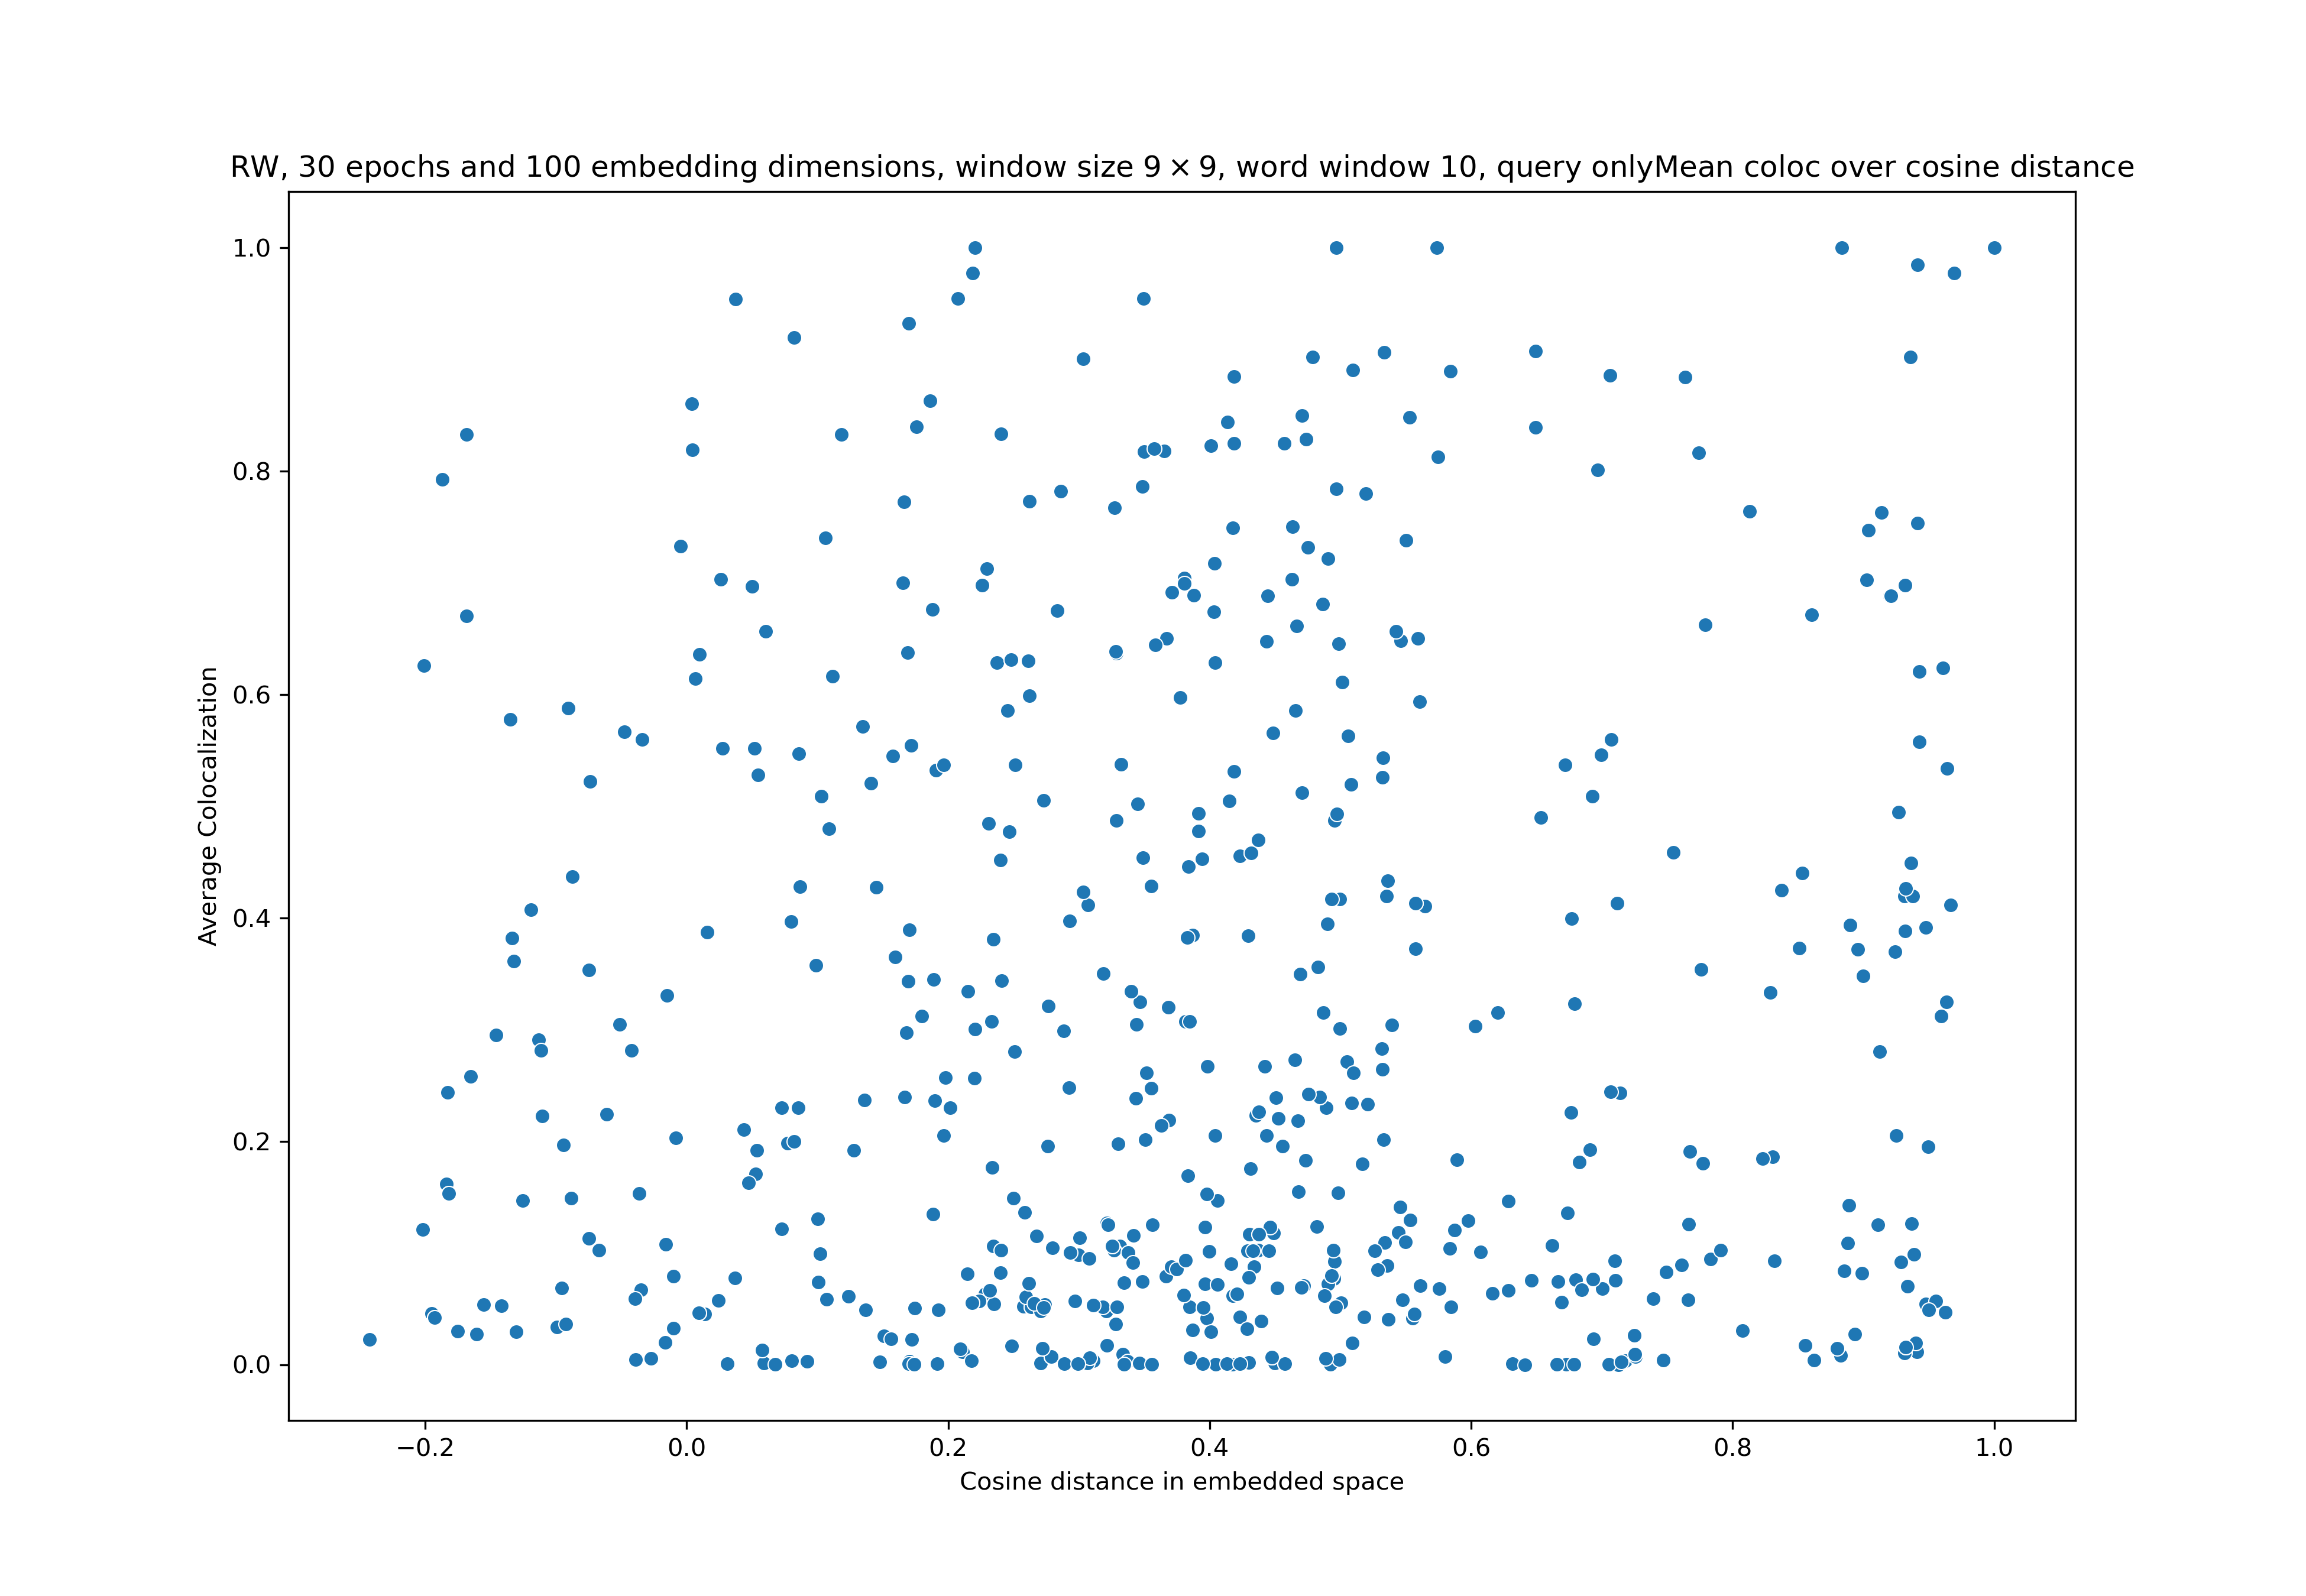 RW, 30 epochs and 100 embedding dimensions, window size 9 × 9, word window 10, query onlyMean coloc over cosine distance
1.0
0.8
0.6
0.4
0.2
0.0
Average Colocalization
−0.2 0.0 0.2 0.4 0.6 0.8 1.0
Cosine distance in embedded space